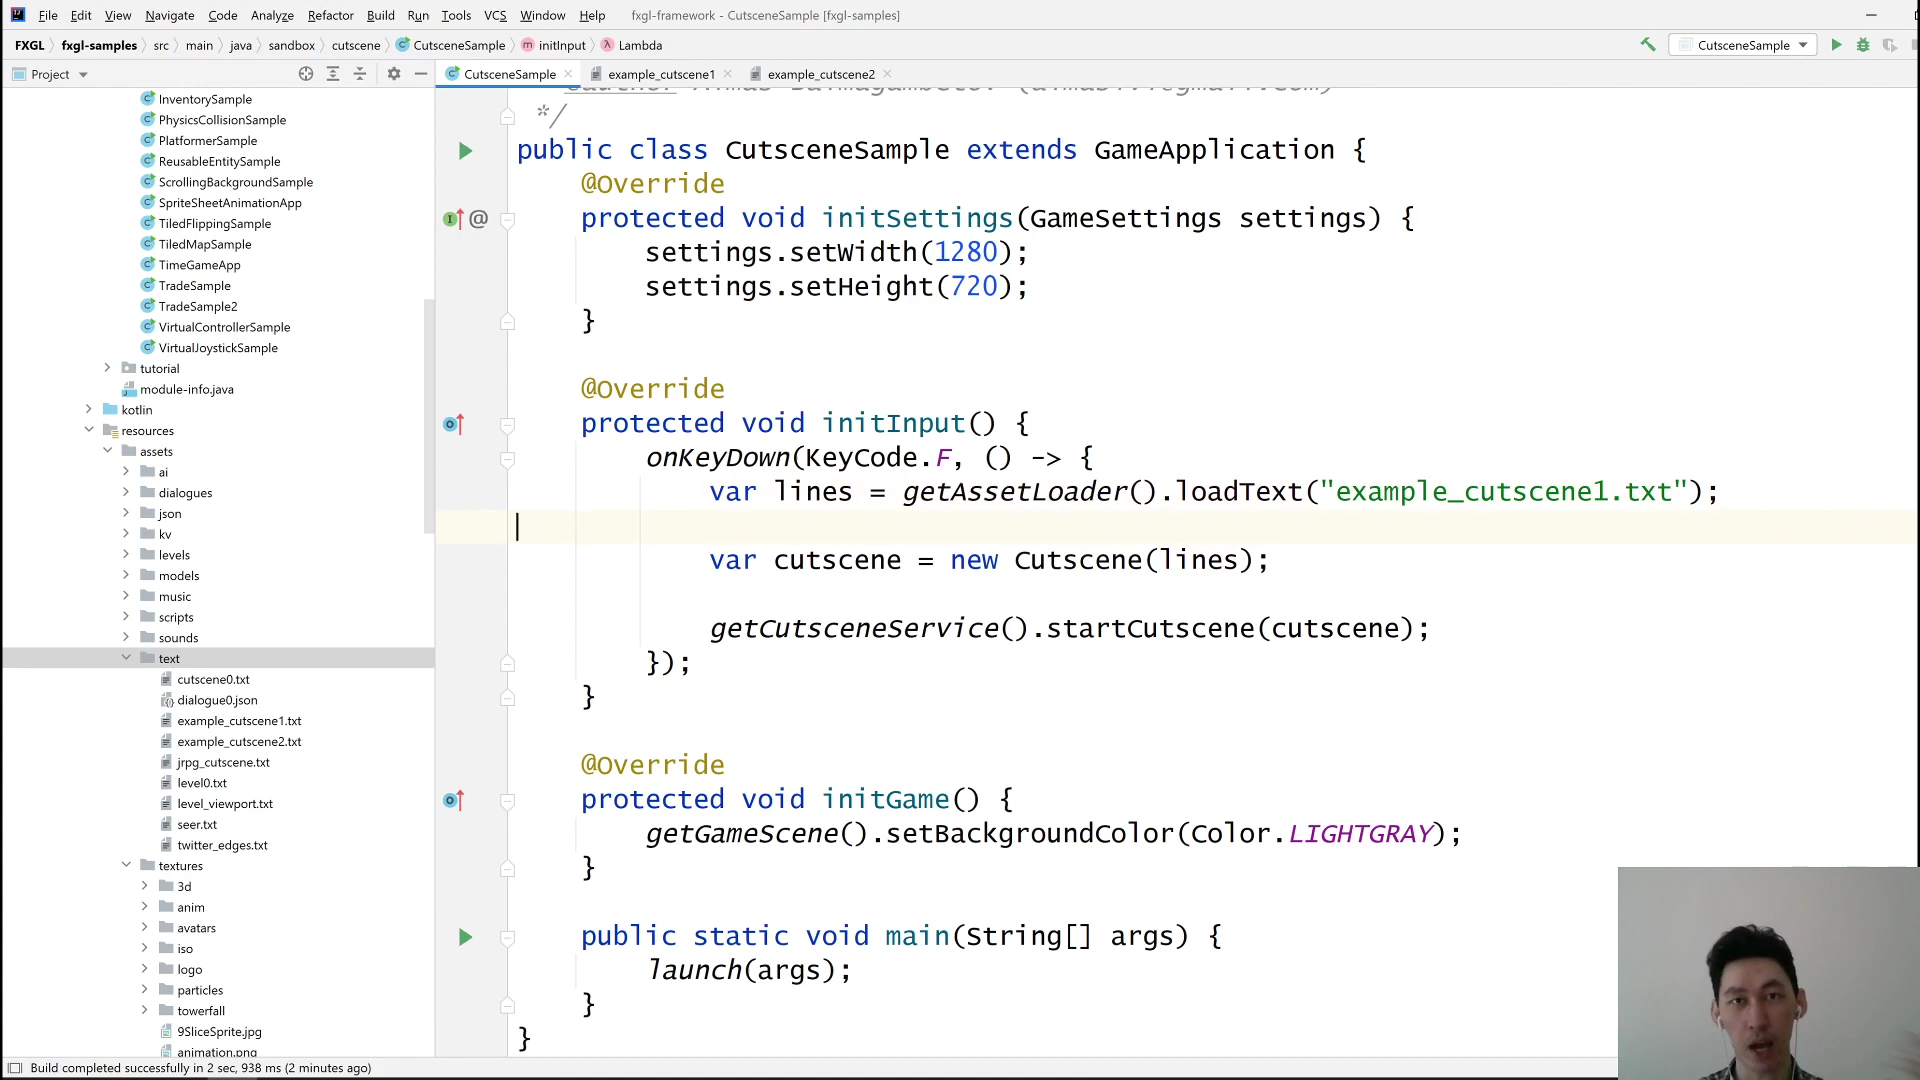 File Edit View Navigate Code Analyze Refactor Build Run Tools VCS Window Help fxgl-framework - CutsceneSample [fxgl-samples]
FXGL fxgl-samples src main java sandbox cutscene CutsceneSample initInput Lambda CutsceneSample
Project
CutsceneSample example_cutscene1 example_cutscene2
InventorySample
PhysicsCollisionSample
PlatformerSample
ReusableEntitySample
ScrollingBackgroundSample
SpriteSheetAnimationApp
TiledFlippingSample
TiledMapSample
TimeGameApp
TradeSample
TradeSample2
VirtualControllerSample
VirtualJoystickSample
tutorial
module-info.java
kotlin
resources
assets
ai
dialogues
json
kv
levels
models
music
scripts
sounds
text
cutscene0.txt
dialogue0.json
example_cutscene1.txt
example_cutscene2.txt
jrpg_cutscene.txt
level0.txt
level_viewport.txt
seer.txt
twitter_edges.txt
textures
3d
anim
avatars
iso
logo
particles
towerfall
9SliceSprite.jpg
animation.png
*/
public class CutsceneSample extends GameApplication {
@Override
protected void initSettings(GameSettings settings) {
settings.setWidth(1280);
settings.setHeight(720);
}
@Override
protected void initInput() {
onKeyDown(KeyCode.F, () -> {
var lines = getAssetLoader().loadText("example_cutscene1.txt");
var cutscene = new Cutscene(lines);
getCutsceneService().startCutscene(cutscene);
});
}
@Override
protected void initGame() {
getGameScene().setBackgroundColor(Color.LIGHTGRAY);
}
public static void main(String[] args) {
launch(args);
}
}
Build completed successfully in 2 sec, 938 ms (2 minutes ago)